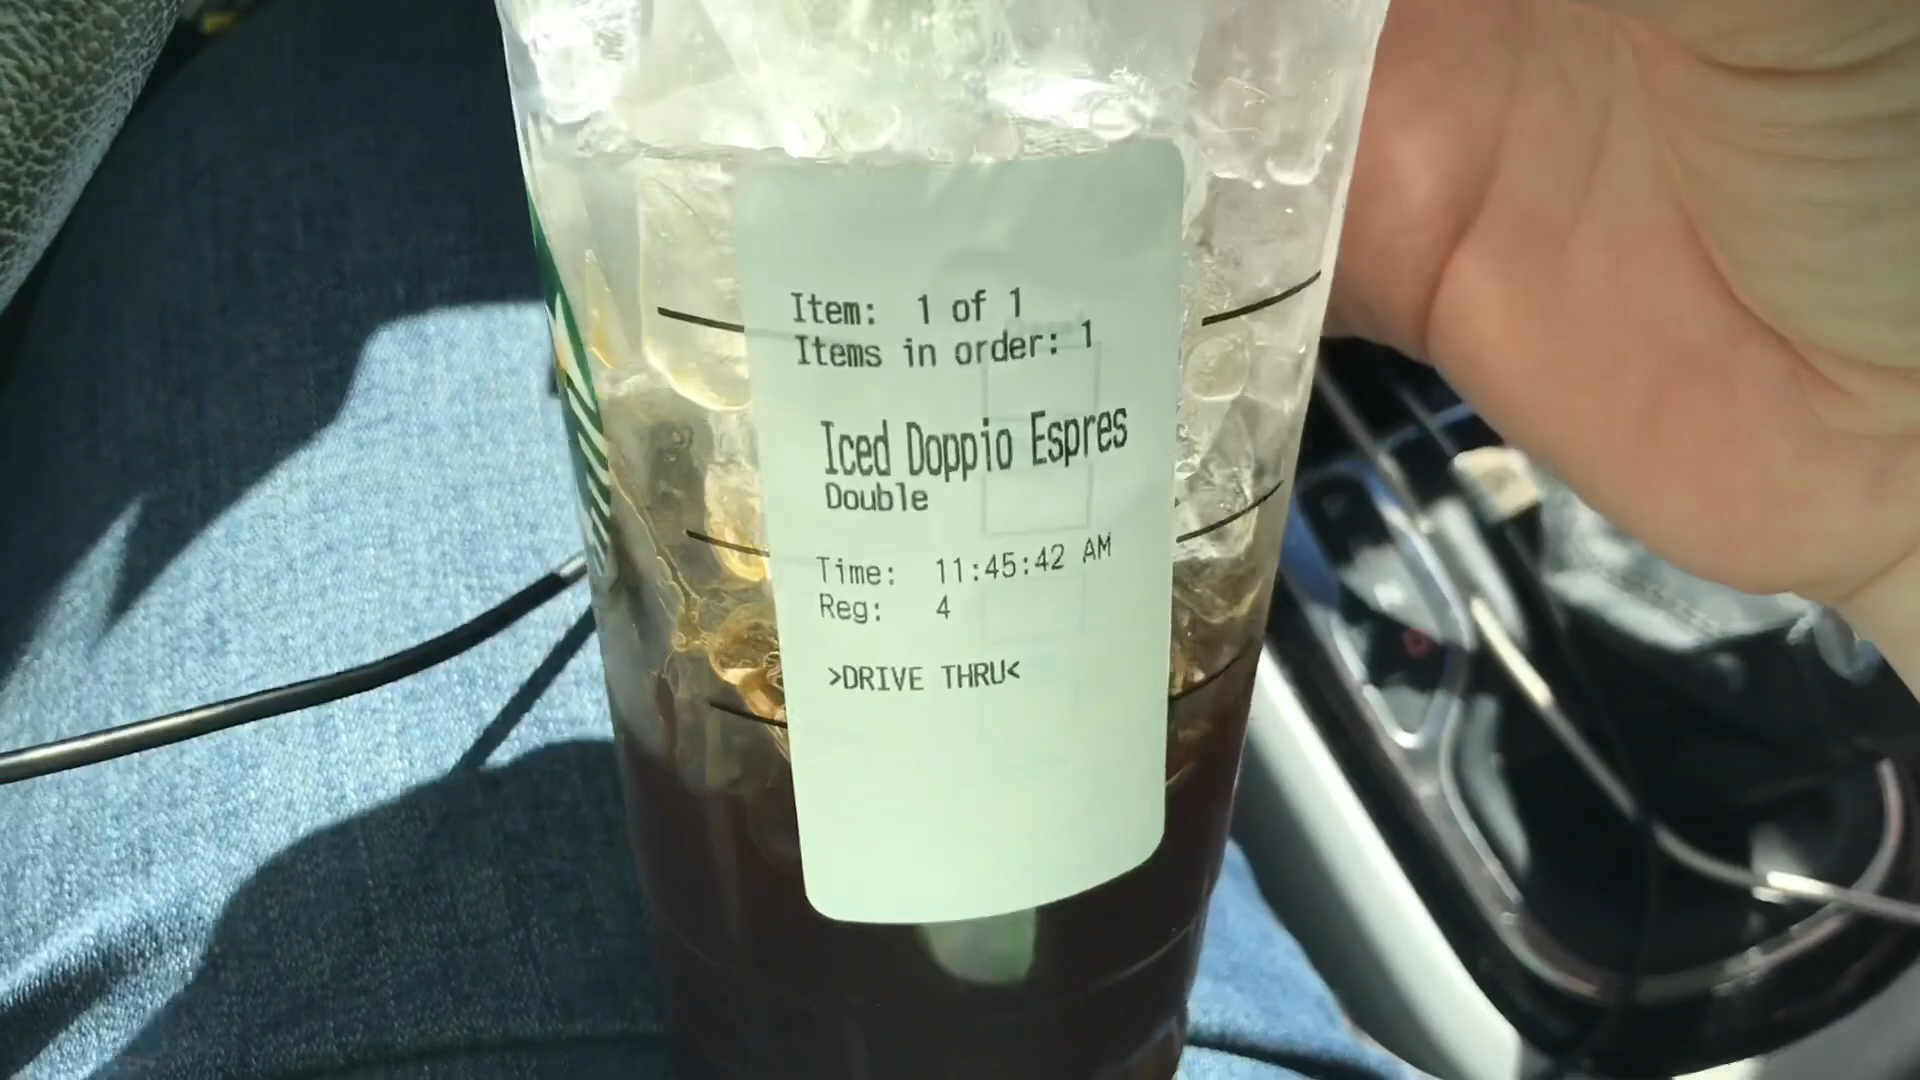 Item: 1 of 1
Items in order: 1
Iced Doppio Espres
Double
Time: 11:45:42 AM
Reg: 4
>DRIVE THRU<